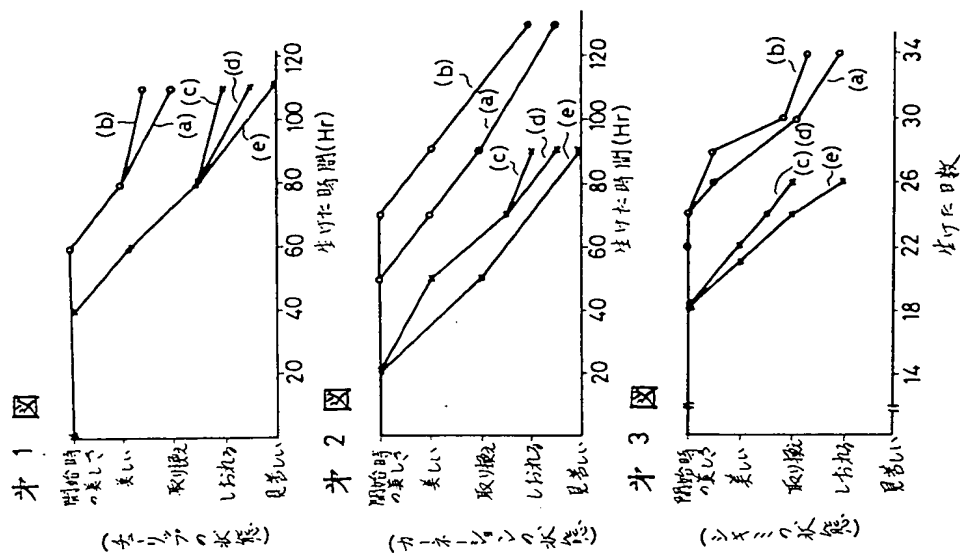 第1図
開始時の美しさ
美しい
取り換え
しおれる
見苦しい
(チューリップの状態)
20 40 60 80 100 120
生けた時間(Hr)
(b)
(a)
(c)
(d)
(e)
第2図
開始時の美しさ
美しい
取り換え
しおれる
見苦しい
(カーネーションの状態)
20 40 60 80 100 120
生けた時間(Hr)
(b)
(a)
(c)
(d)
(e)
第3図
開始時の美しさ
美しい
取り換え
しおれる
見苦しい
(シキミの状態)
14 18 22 26 30 34
生けた日数
(b)
(a)
(c)(d)
(e)